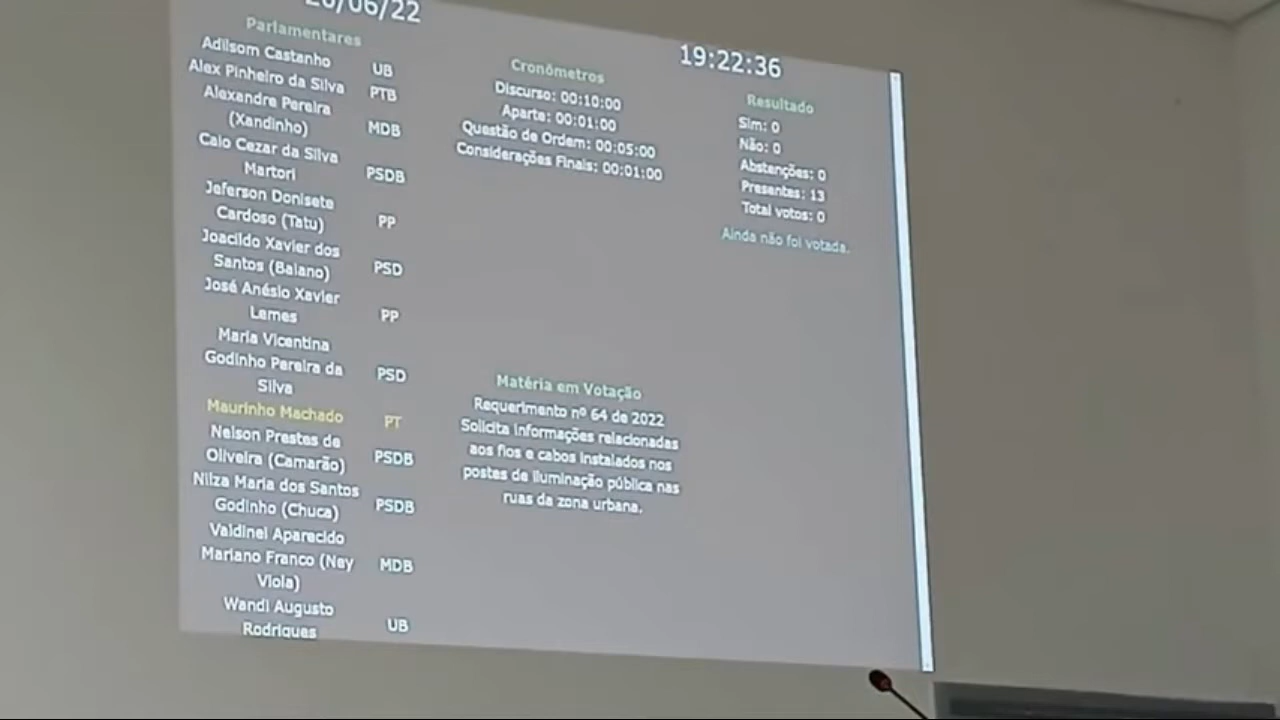 20/06/22
19:22:36
Parlamentares
Adilsom Castanho UB
Alex Pinheiro da Silva PTB
Alexandre Pereira
(Xandinho) MDB
Caio Cezar da Silva
Martori PSDB
Jeferson Donisete
Cardoso (Tatu) PP
Joacildo Xavier dos
Santos (Baiano) PSD
José Anésio Xavier
Lemes PP
Maria Vicentina
Godinho Pereira da
Silva PSD
Maurinho Machado PT
Nelson Prestes de
Oliveira (Camarão) PSDB
Nilza Maria dos Santos
Godinho (Chuca) PSDB
Valdinei Aparecido
Mariano Franco (Ney
Viola) MDB
Wandi Augusto
Rodrigues UB
Cronômetros
Discurso: 00:10:00
Aparte: 00:01:00
Questão de Ordem: 00:05:00
Considerações Finais: 00:01:00
Matéria em Votação
Requerimento nº 64 de 2022
Solicita informações relacionadas
aos fios e cabos instalados nos
postes de iluminação pública nas
ruas da zona urbana.
Resultado
Sim: 0
Não: 0
Abstenções: 0
Presentes: 13
Total votos: 0
Ainda não foi votada.